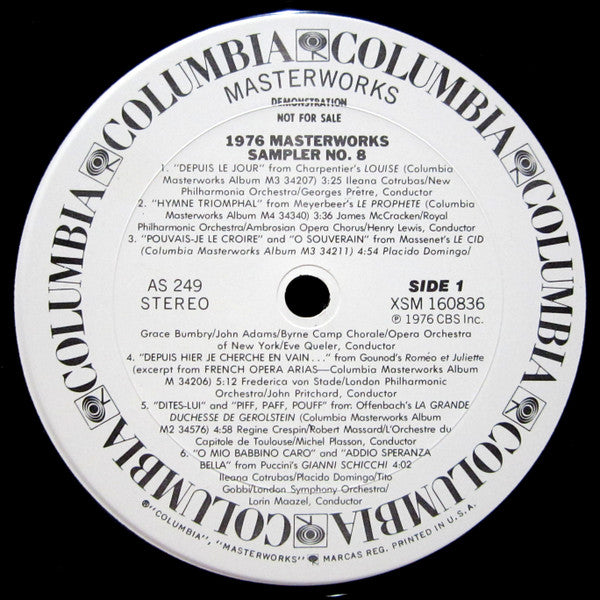 COLUMBIA COLUMBIA COLUMBIA COLUMBIA COLUMBIA COLUMBIA COLUMBIA
MASTERWORKS
DEMONSTRATION
NOT FOR SALE
1976 MASTERWORKS
SAMPLER NO. 8
1. "DEPUIS LE JOUR" from Charpentier's LOUISE (Columbia
Masterworks Album M3 34207) 3:25 Ileana Cotrubas/New
Philharmonia Orchestra/Georges Prêtre, Conductor
2. "HYMNE TRIOMPHAL" from Meyerbeer's LE PROPHETE (Columbia
Masterworks Album M4 34340) 3:36 James McCracken/Royal
Philharmonic Orchestra/Ambrosian Opera Chorus/Henry Lewis, Conductor
3. "POUVAIS-JE LE CROIRE" and "O SOUVERAIN" from Massenet's LE CID
(Columbia Masterworks Album M3 34211) 4:54 Placido Domingo/
AS 249
STEREO
SIDE 1
XSM 160836
℗ 1976 CBS Inc.
Grace Bumbry/John Adams/Byrne Camp Chorale/Opera Orchestra
of New York/Eve Queler, Conductor
4. "DEPUIS HIER JE CHERCHE EN VAIN . . ." from Gounod's Roméo et Juliette
(excerpt from FRENCH OPERA ARIAS—Columbia Masterworks Album
M 34206) 5:12 Frederica von Stade/London Philharmonic
Orchestra/John Pritchard, Conductor
5. "DITES-LUI" and "PIFF, PAFF, POUFF" from Offenbach's LA GRANDE
DUCHESSE DE GEROLSTEIN (Columbia Masterworks Album
M2 34576) 4:58 Regine Crespin/Robert Massard/L'Orchestre du
Capitole de Toulouse/Michel Plasson, Conductor
6. "O MIO BABBINO CARO" and "ADDIO SPERANZA
BELLA" from Puccini's GIANNI SCHICCHI 4:02
Ileana Cotrubas/Placido Domingo/Tito
Gobbi/London Symphony Orchestra/
Lorin Maazel, Conductor
®"COLUMBIA", "MASTERWORKS" MARCAS REG. PRINTED IN U.S.A.